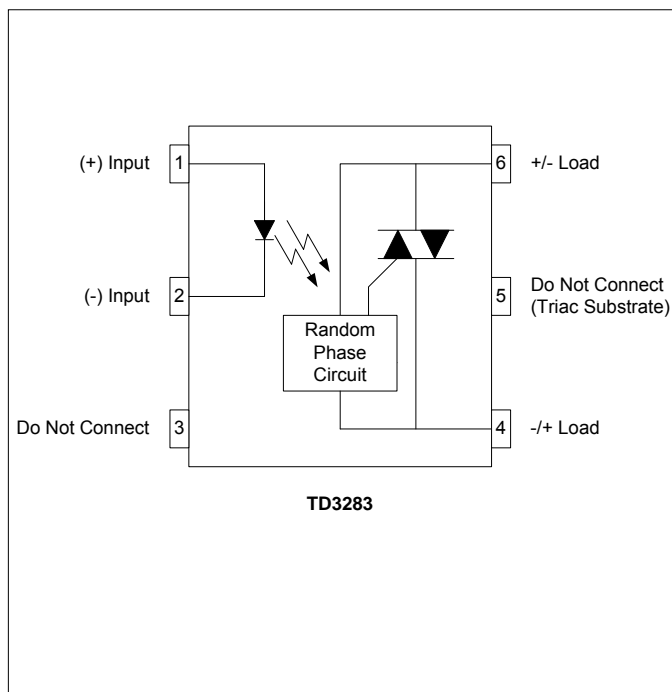 (+) Input
1
6
+/- Load
(-) Input
2
5
Do Not Connect
(Triac Substrate)
Random
Phase
Circuit
Do Not Connect
3
4
-/+ Load
TD3283